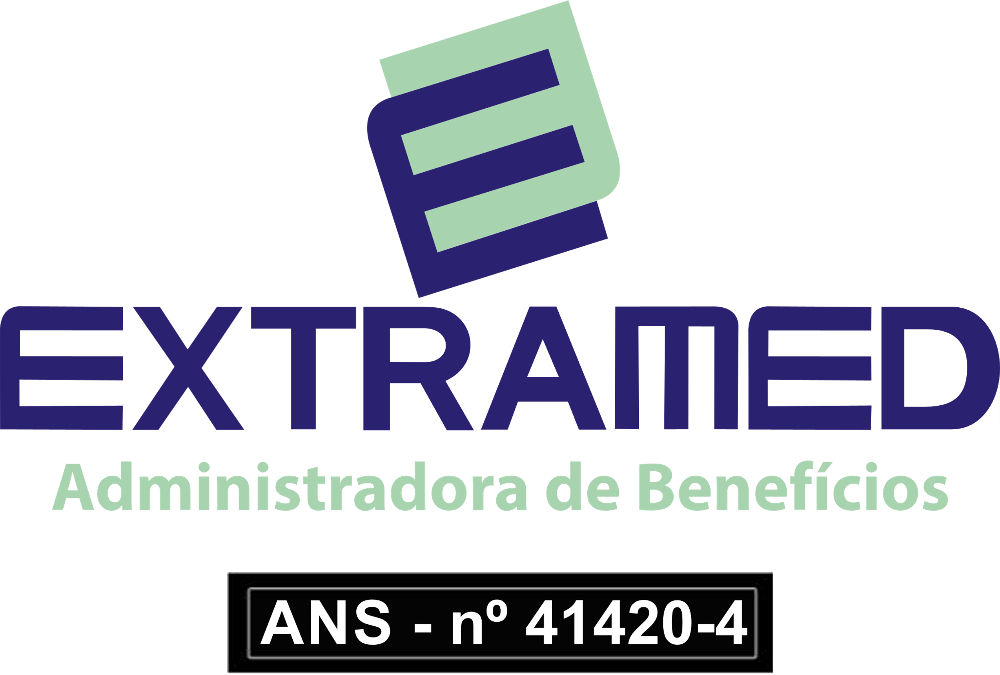 EXTRAMED
Administradora de Benefícios
ANS - nº 41420-4